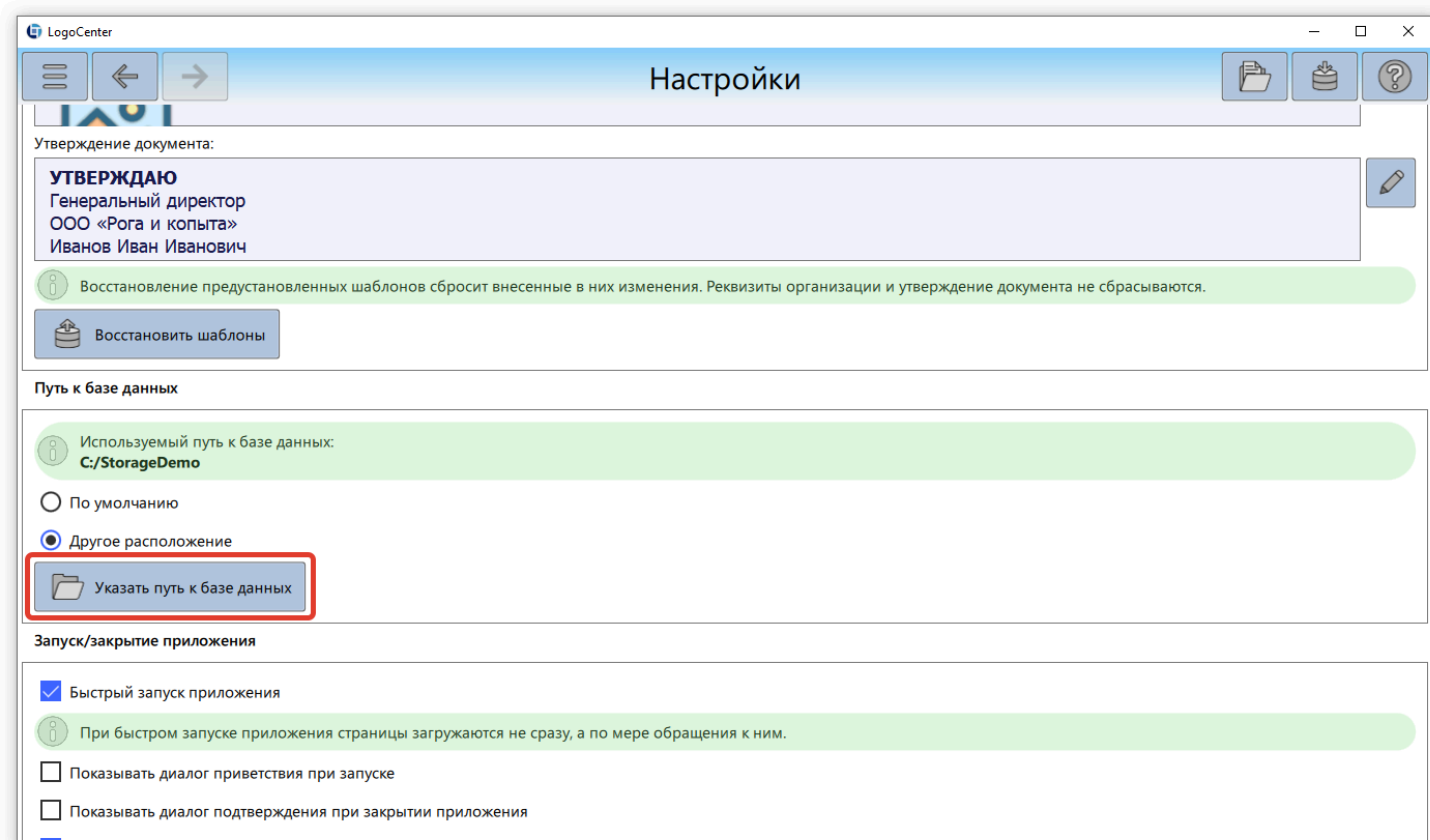 LogoCenter
Настройки
Утверждение документа:
УТВЕРЖДАЮ
Генеральный директор
ООО «Рога и копыта»
Иванов Иван Иванович
Восстановление предустановленных шаблонов сбросит внесенные в них изменения. Реквизиты организации и утверждение документа не сбрасываются.
Восстановить шаблоны
Путь к базе данных
Используемый путь к базе данных:
C:/StorageDemo
По умолчанию
Другое расположение
Указать путь к базе данных
Запуск/закрытие приложения
Быстрый запуск приложения
При быстром запуске приложения страницы загружаются не сразу, а по мере обращения к ним.
Показывать диалог приветствия при запуске
Показывать диалог подтверждения при закрытии приложения